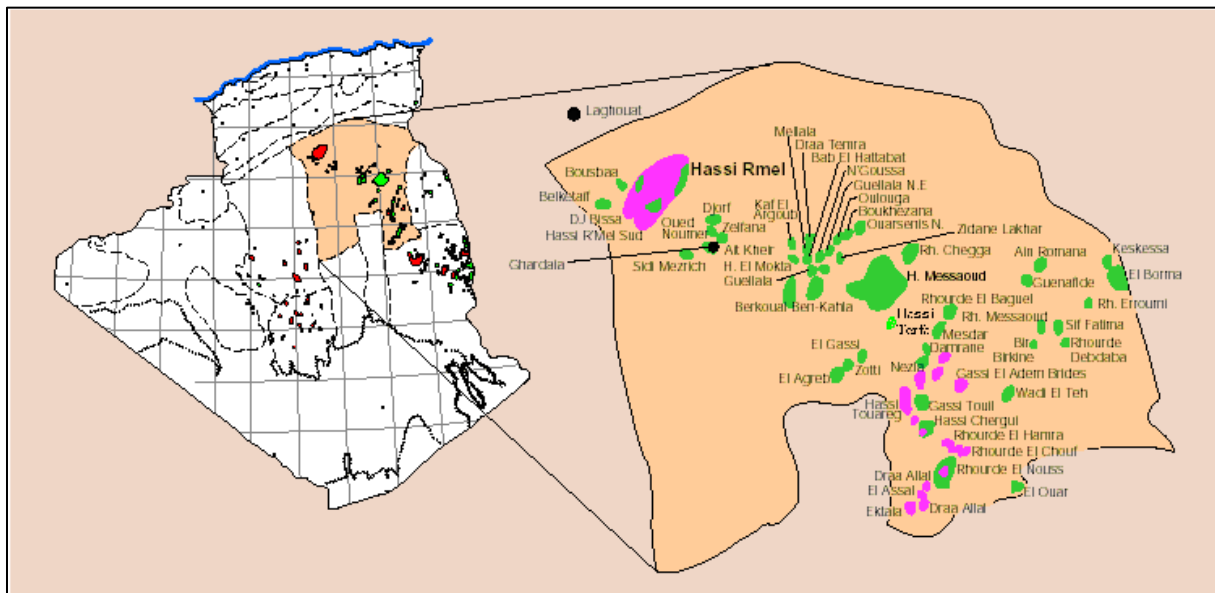 Laghouat
Mellala
Draa Temra
Bab El Hattabat
N'Goussa
Guellala N.E
Oulouga
Boukhezana
Ouarsenis N.
Zidane Lakhar
Bousbaa
Hassi Rmel
Belketaif
DJ Bissa
Hassi R'Mel Sud
Oued
Noumer
Djorf
Zelfana
Kaf El
Argoub
Ait Kheir
Ghardaia
Sidi Mezrich
H. El Mokta
Guellala
Berkoual-Ben-Kahla
Rh. Chegga
H. Messaoud
Ain Romana
Keskessa
El Borma
Guenafide
Rhourde El Baguel
Rh. Erroumi
Rh. Messaoud
Sif Fatima
Hassi
Terfa
Mesdar
Bir
Birkine
Rhourde
Debdaba
El Gassi
Damrane
Zotti
Nezla
El Agreb
Gassi El Adem Brides
Wadi El Teh
Hassi
Touareg
Gassi Touil
Hassi Chergui
Rhourde El Hamra
Rhourde El Chouf
Rhourde El Nouss
Draa Allal
El Assal
El Ouar
Ektala
Draa Allal